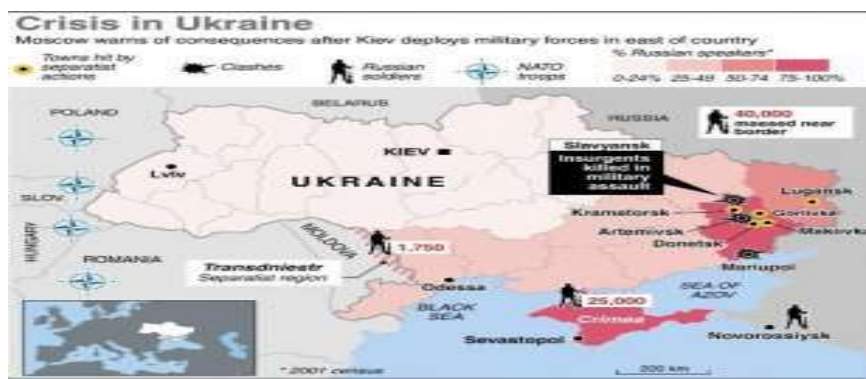 Crisis in Ukraine
Moscow warns of consequences after Kiev deploys military forces in east of country
Towns hit by
separatist
actions
Clashes
Russian
soldiers
NATO
troops
% Russian speakers*
0-24% 25-49 50-74 75-100%
BELARUS
POLAND
RUSSIA
40,000
massed near
border
KIEV
Slavyansk
Insurgents
killed in
military
assault
Lviv
UKRAINE
SLOV
Lugansk
Kramatorsk
Gorlivka
HUNGARY
MOLDOVA
1,750
Artemivsk
Makiivka
Donetsk
ROMANIA
Transdniestr
Separatist region
Mariupol
Odessa
SEA OF
AZOV
BLACK
SEA
25,000
Crimea
Sevastopol
Novorossiysk
*2001 census
200 km